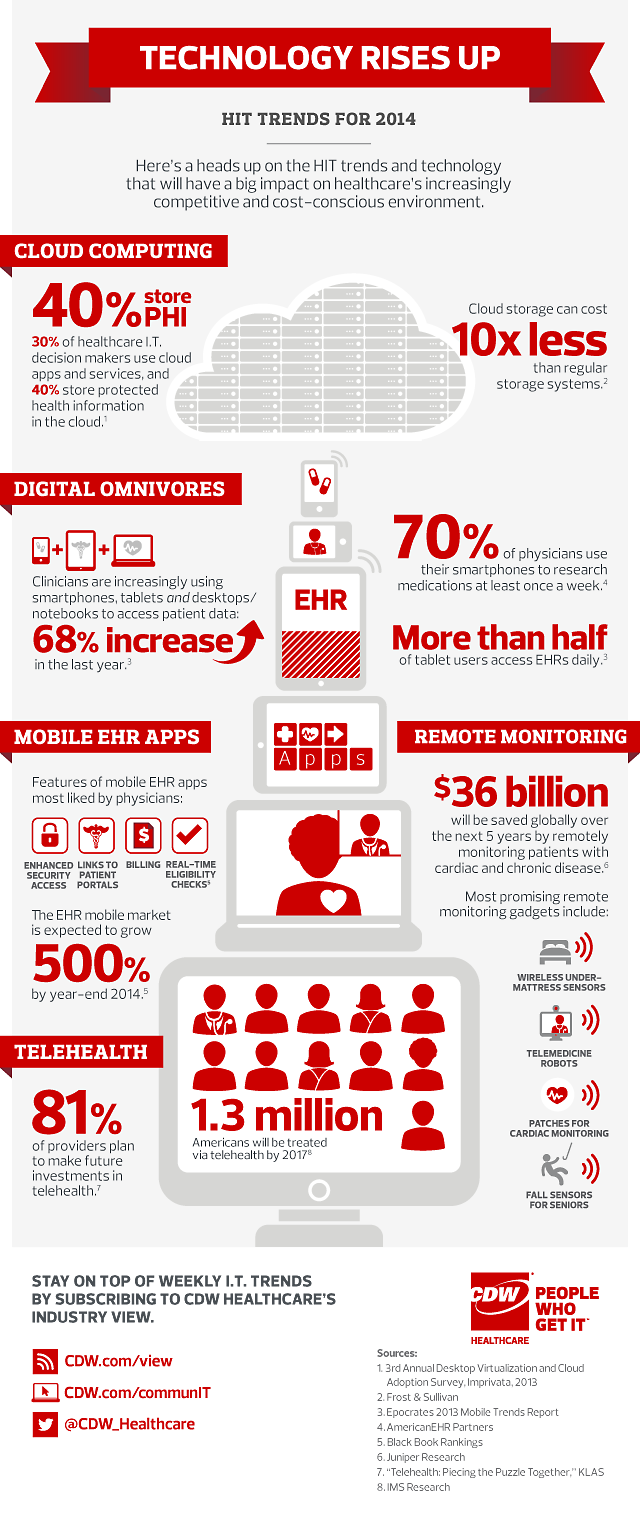 TECHNOLOGY RISES UP
HIT TRENDS FOR 2014
Here's a heads up on the HIT trends and technology
that will have a big impact on healthcare's increasingly
competitive and cost-conscious environment.
CLOUD COMPUTING
40% store
PHI
30% of healthcare I.T.
decision makers use cloud
apps and services, and
40% store protected
health information
in the cloud.¹
Cloud storage can cost
10x less
than regular
storage systems.²
DIGITAL OMNIVORES
Clinicians are increasingly using
smartphones, tablets and desktops/
notebooks to access patient data:
68% increase
in the last year.³
EHR
70% of physicians use
their smartphones to research
medications at least once a week.⁴
More than half
of tablet users access EHRs daily.³
Apps
MOBILE EHR APPS
Features of mobile EHR apps
most liked by physicians:
ENHANCED
SECURITY
ACCESS
LINKS TO
PATIENT
PORTALS
BILLING
REAL-TIME
ELIGIBILITY
CHECKS⁵
The EHR mobile market
is expected to grow
500%
by year-end 2014.⁵
REMOTE MONITORING
$36 billion
will be saved globally over
the next 5 years by remotely
monitoring patients with
cardiac and chronic disease.⁶
Most promising remote
monitoring gadgets include:
WIRELESS UNDER-
MATTRESS SENSORS
TELEMEDICINE
ROBOTS
PATCHES FOR
CARDIAC MONITORING
FALL SENSORS
FOR SENIORS
TELEHEALTH
81%
of providers plan
to make future
investments in
telehealth.⁷
1.3 million
Americans will be treated
via telehealth by 2017⁸
STAY ON TOP OF WEEKLY I.T. TRENDS
BY SUBSCRIBING TO CDW HEALTHCARE'S
INDUSTRY VIEW.
CDW.com/view
CDW.com/communIT
@CDW_Healthcare
CDW
HEALTHCARE
PEOPLE
WHO
GET IT™
Sources:
1. 3rd Annual Desktop Virtualization and Cloud
Adoption Survey, Imprivata, 2013
2. Frost & Sullivan
3. Epocrates 2013 Mobile Trends Report
4. AmericanEHR Partners
5. Black Book Rankings
6. Juniper Research
7. "Telehealth: Piecing the Puzzle Together," KLAS
8. IMS Research